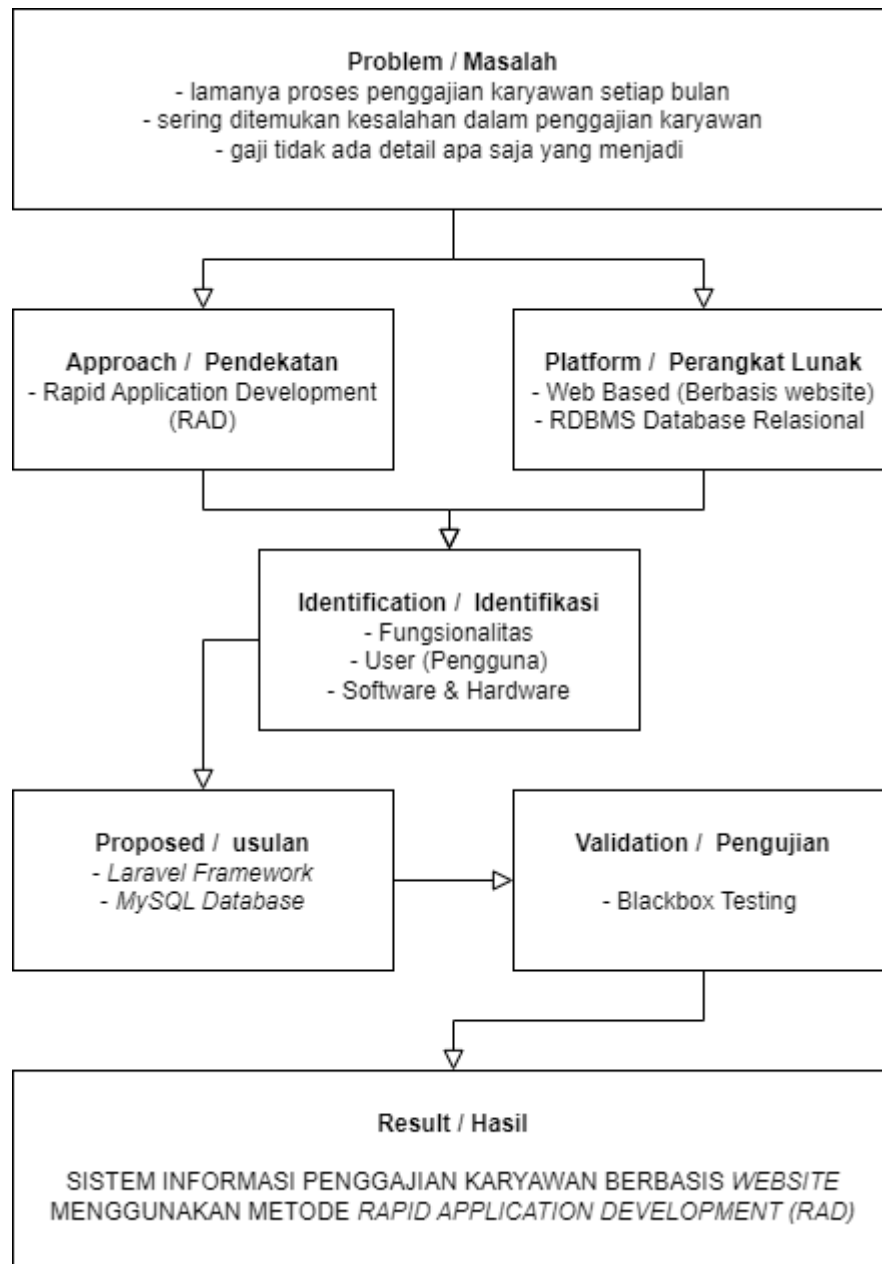 Problem / Masalah
- lamanya proses penggajian karyawan setiap bulan
- sering ditemukan kesalahan dalam penggajian karyawan
- gaji tidak ada detail apa saja yang menjadi
Approach / Pendekatan
- Rapid Application Development
(RAD)
Platform / Perangkat Lunak
- Web Based (Berbasis website)
- RDBMS Database Relasional
Identification / Identifikasi
- Fungsionalitas
- User (Pengguna)
- Software & Hardware
Proposed / usulan
- Laravel Framework
- MySQL Database
Validation / Pengujian
- Blackbox Testing
Result / Hasil
SISTEM INFORMASI PENGGAJIAN KARYAWAN BERBASIS WEBSITE
MENGGUNAKAN METODE RAPID APPLICATION DEVELOPMENT (RAD)